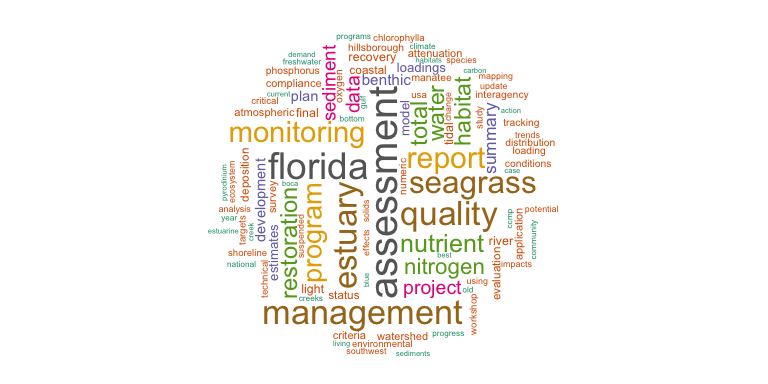 programs
chlorophylla
hillsborough
climate
demand
recovery
attenuation
freshwater
habitats
species
phosphorus
coastal
loadings
carbon
sediment
oxygen
data
benthic
manatee
mapping
compliance
update
current
plan
gulf
usa
interagency
critical
model
total
water
change
habitat
study
summary
action
atmospheric
final
bottom
tidal
tracking
monitoring
assessment
trends
distribution
florida
report
loading
conditions
case
pyrodinium
ecosystem
deposition
numeric
seagrass
development
survey
boca
program
estuary
analysis
year
restoration
suspended
solids
quality
ccmp
application
potential
community
estuarine
targets
creek
estimates
effects
nutrient
river
shoreline
best
national
technical
light
blue
nitrogen
evaluation
impacts
creeks
status
project
using
old
management
workshop
criteria
watershed
progress
living
environmental
southwest
sediments